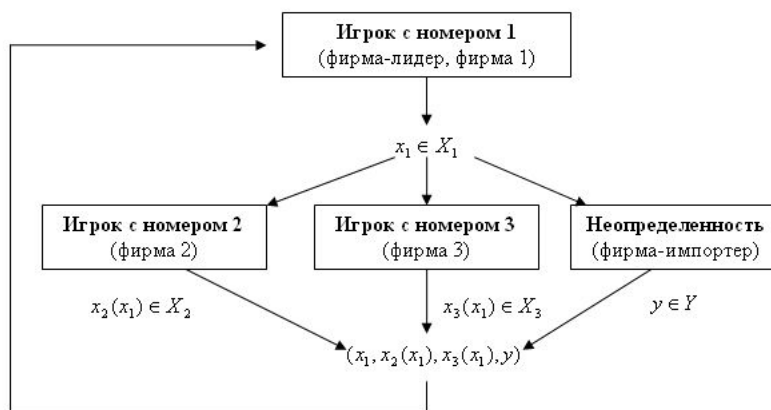 Игрок с номером 1
(фирма-лидер, фирма 1)
x₁ ∈ X₁
Игрок с номером 2
(фирма 2)
Игрок с номером 3
(фирма 3)
Неопределенность
(фирма-импортер)
x₂(x₁) ∈ X₂
x₃(x₁) ∈ X₃
y ∈ Y
(x₁, x₂(x₁), x₃(x₁), y)